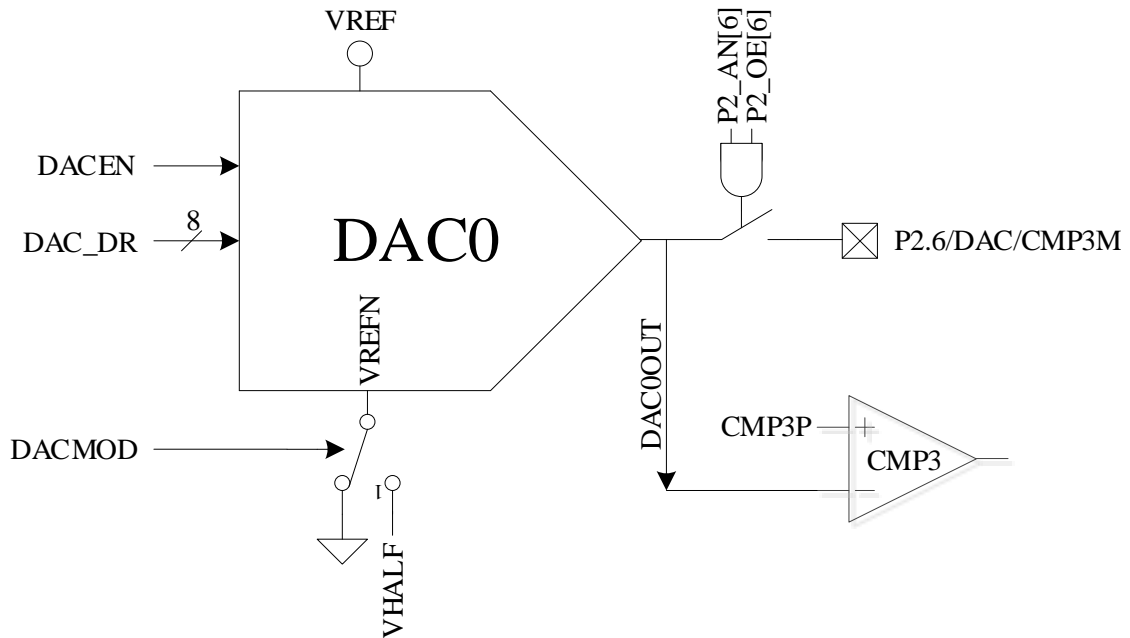 VREF
P2_AN[6]
P2_OE[6]
DACEN
8
DAC_DR
DAC0
P2.6/DAC/CMP3M
VREFN
DAC0OUT
CMP3P
+
DACMOD
CMP3
1
VHALF